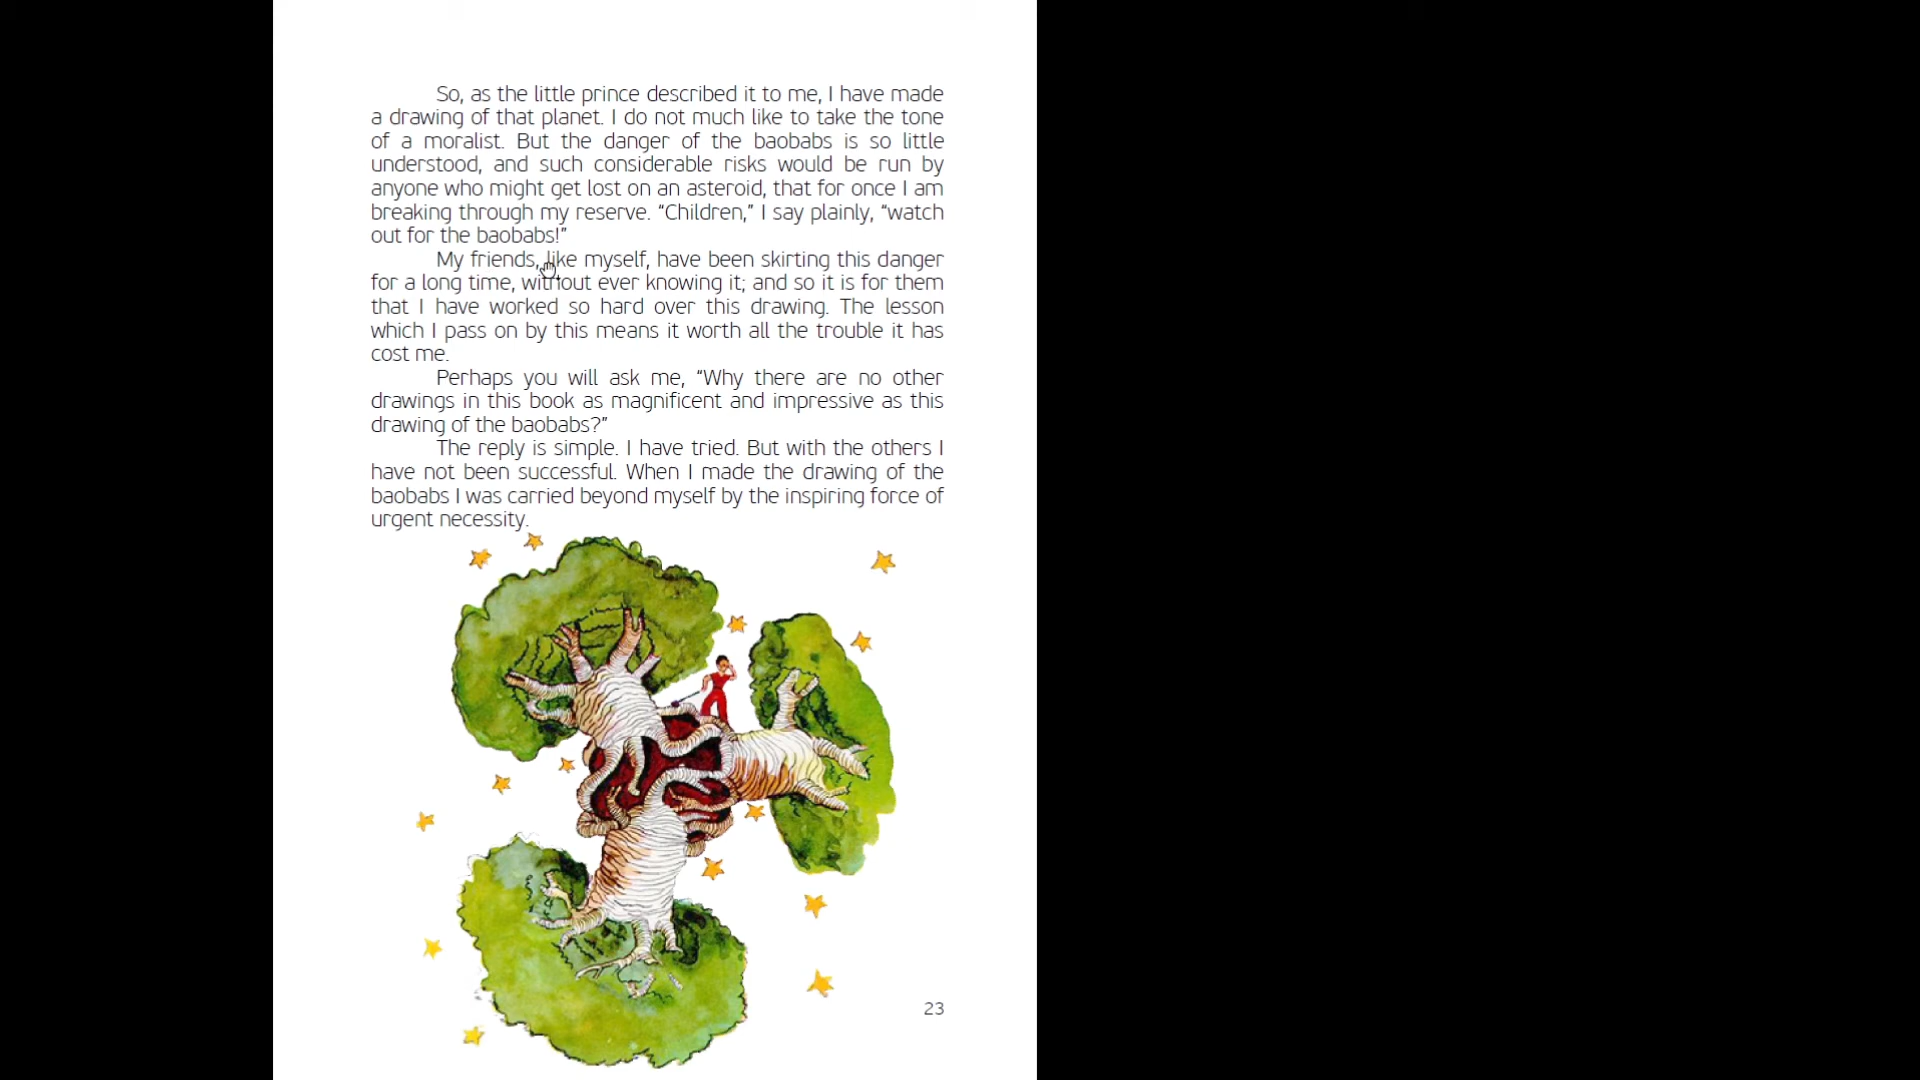 So, as the little prince described it to me, I have made
a drawing of that planet. I do not much like to take the tone
of a moralist. But the danger of the baobabs is so little
understood, and such considerable risks would be run by
anyone who might get lost on an asteroid, that for once I am
breaking through my reserve. “Children,” I say plainly, “watch
out for the baobabs!”
My friends, like myself, have been skirting this danger
for a long time, without ever knowing it; and so it is for them
that I have worked so hard over this drawing. The lesson
which I pass on by this means it worth all the trouble it has
cost me.
Perhaps you will ask me, “Why there are no other
drawings in this book as magnificent and impressive as this
drawing of the baobabs?”
The reply is simple. I have tried. But with the others I
have not been successful. When I made the drawing of the
baobabs I was carried beyond myself by the inspiring force of
urgent necessity.
23